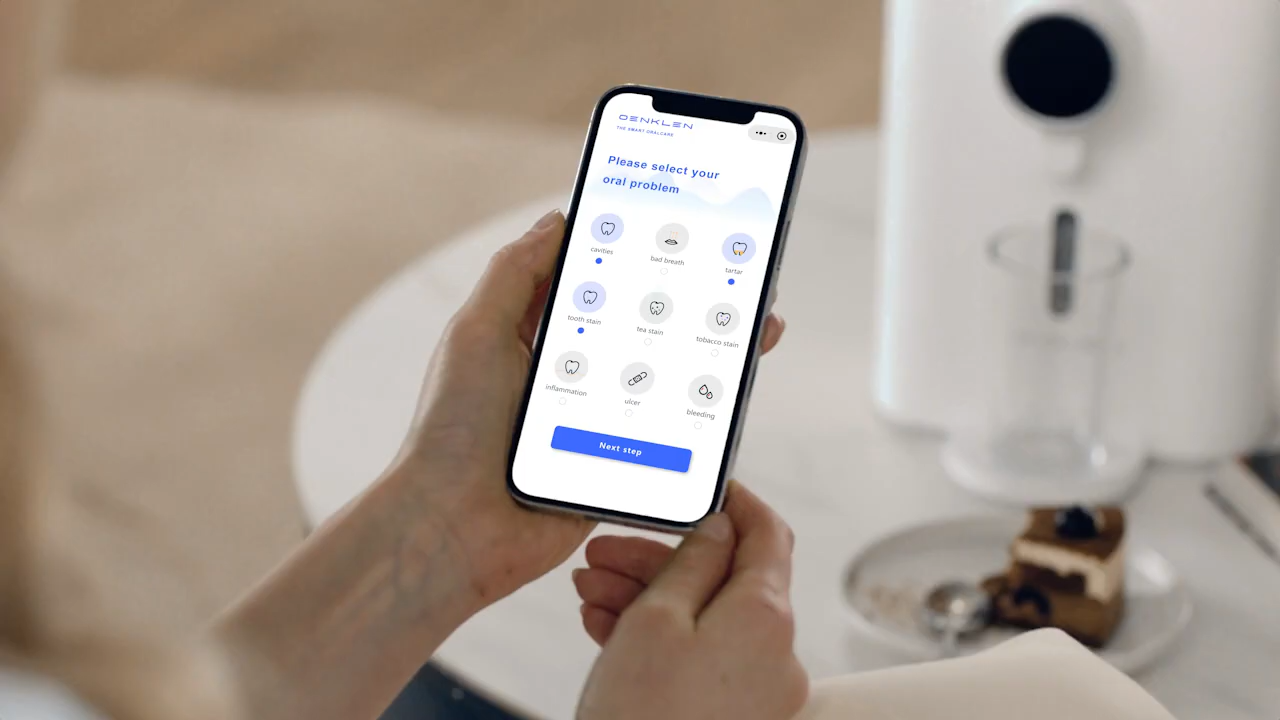 OENKLEN
THE SMART ORALCARE
Please select your
oral problem
cavities
bad breath
tartar
tooth stain
tea stain
tobacco stain
inflammation
ulcer
bleeding
Next step